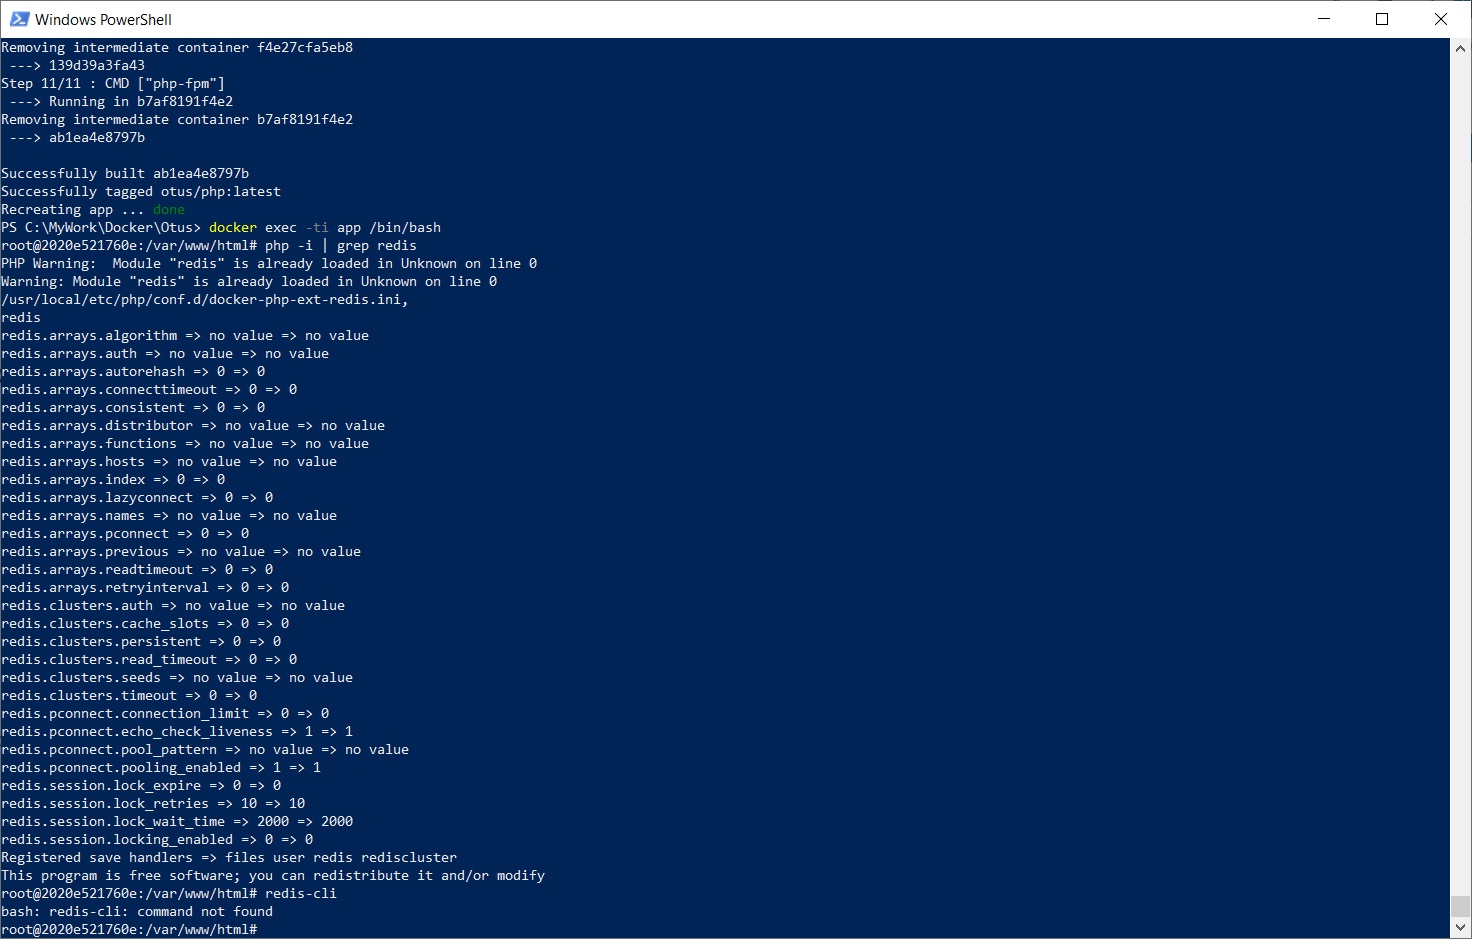 Windows PowerShell
Removing intermediate container f4e27cfa5eb8
 ---> 139d39a3fa43
Step 11/11 : CMD ["php-fpm"]
 ---> Running in b7af8191f4e2
Removing intermediate container b7af8191f4e2
 ---> ab1ea4e8797b
Successfully built ab1ea4e8797b
Successfully tagged otus/php:latest
Recreating app ... done
PS C:\MyWork\Docker\Otus> docker exec -ti app /bin/bash
root@2020e521760e:/var/www/html# php -i | grep redis
PHP Warning:  Module "redis" is already loaded in Unknown on line 0
Warning: Module "redis" is already loaded in Unknown on line 0
/usr/local/etc/php/conf.d/docker-php-ext-redis.ini,
redis
redis.arrays.algorithm => no value => no value
redis.arrays.auth => no value => no value
redis.arrays.autorehash => 0 => 0
redis.arrays.connecttimeout => 0 => 0
redis.arrays.consistent => 0 => 0
redis.arrays.distributor => no value => no value
redis.arrays.functions => no value => no value
redis.arrays.hosts => no value => no value
redis.arrays.index => 0 => 0
redis.arrays.lazyconnect => 0 => 0
redis.arrays.names => no value => no value
redis.arrays.pconnect => 0 => 0
redis.arrays.previous => no value => no value
redis.arrays.readtimeout => 0 => 0
redis.arrays.retryinterval => 0 => 0
redis.clusters.auth => no value => no value
redis.clusters.cache_slots => 0 => 0
redis.clusters.persistent => 0 => 0
redis.clusters.read_timeout => 0 => 0
redis.clusters.seeds => no value => no value
redis.clusters.timeout => 0 => 0
redis.pconnect.connection_limit => 0 => 0
redis.pconnect.echo_check_liveness => 1 => 1
redis.pconnect.pool_pattern => no value => no value
redis.pconnect.pooling_enabled => 1 => 1
redis.session.lock_expire => 0 => 0
redis.session.lock_retries => 10 => 10
redis.session.lock_wait_time => 2000 => 2000
redis.session.locking_enabled => 0 => 0
Registered save handlers => files user redis rediscluster
This program is free software; you can redistribute it and/or modify
root@2020e521760e:/var/www/html# redis-cli
bash: redis-cli: command not found
root@2020e521760e:/var/www/html#